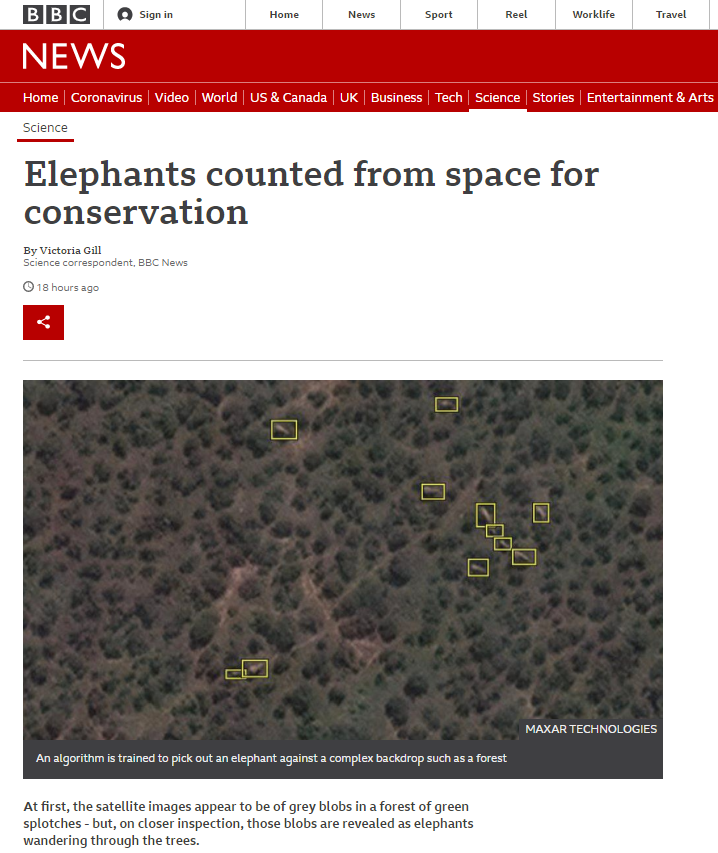 BBC Sign in Home News Sport Reel Worklife Travel
NEWS
Home Coronavirus Video World US & Canada UK Business Tech Science Stories Entertainment & Arts
Science
Elephants counted from space for
conservation
By Victoria Gill
Science correspondent, BBC News
18 hours ago
MAXAR TECHNOLOGIES
An algorithm is trained to pick out an elephant against a complex backdrop such as a forest
At first, the satellite images appear to be of grey blobs in a forest of green
splotches - but, on closer inspection, those blobs are revealed as elephants
wandering through the trees.